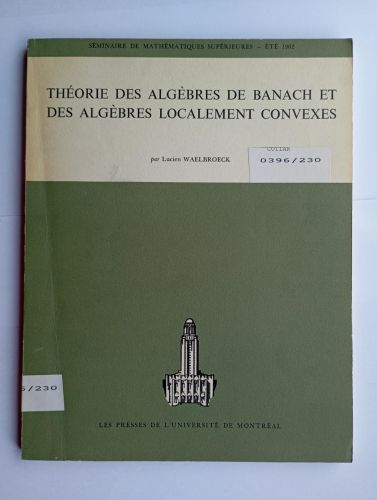 SÉMINAIRE DE MATHÉMATIQUES SUPÉRIEURES — ÉTÉ 1962
THÉORIE DES ALGÈBRES DE BANACH ET
DES ALGÈBRES LOCALEMENT CONVEXES
par Lucien WAELBROECK
COLLAR
0396/230
6/230
LES PRESSES DE L'UNIVERSITÉ DE MONTRÉAL